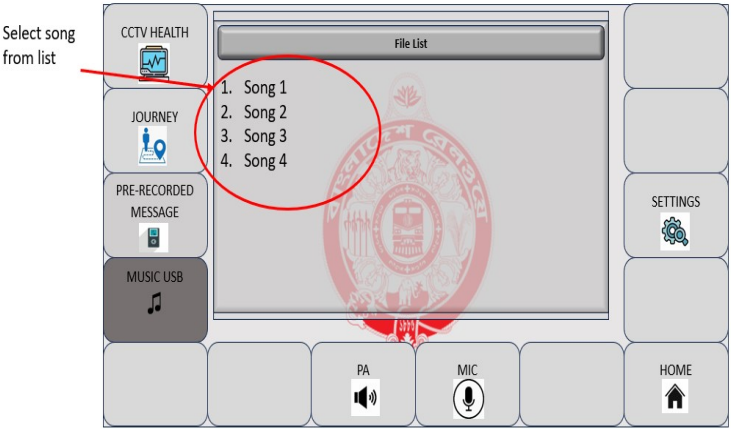 Select song
from list
CCTV HEALTH
JOURNEY
PRE-RECORDED
MESSAGE
MUSIC USB
File List
1. Song 1
2. Song 2
3. Song 3
4. Song 4
SETTINGS
PA
MIC
HOME